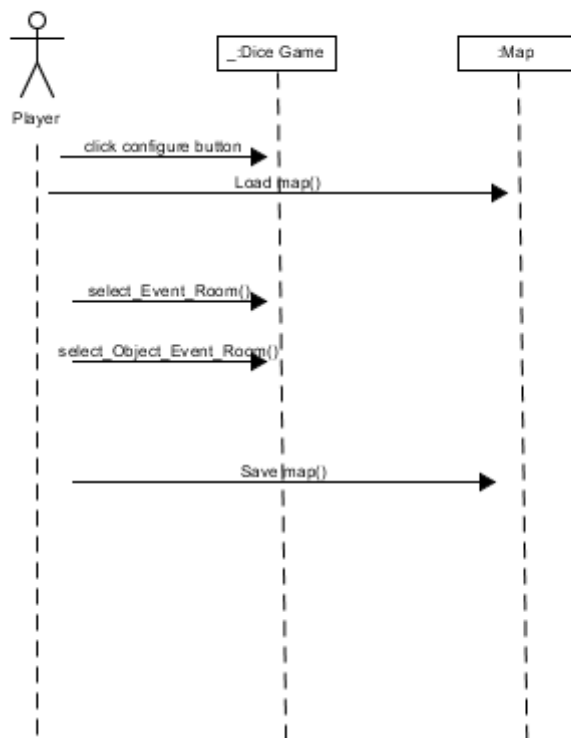 _:Dice Game
:Map
Player
click configure button
Load map()
select_Event_Room()
select_Object_Event_Room()
Save map()